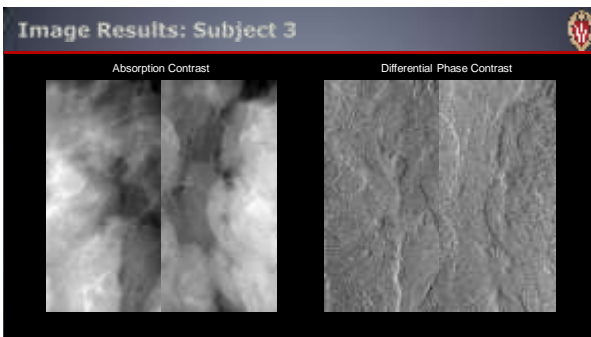 Image Results: Subject 3
Absorption Contrast
Differential Phase Contrast